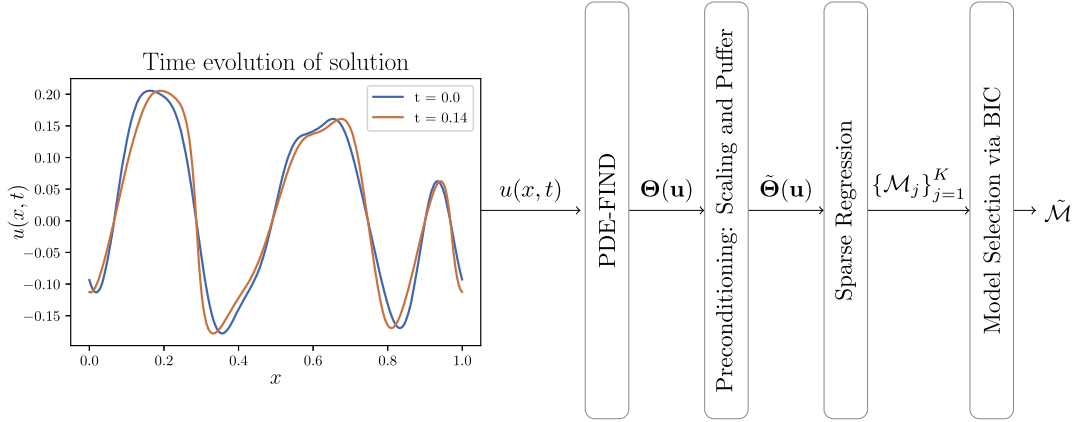 Time evolution of solution
u(x, t)
0.20
0.15
0.10
0.05
0.00
−0.05
−0.10
−0.15
0.0
0.2
0.4
0.6
0.8
1.0
x
t = 0.0
t = 0.14
u(x, t)
PDE-FIND
Θ(u)
Preconditioning: Scaling and Puffer
Θ̃(u)
Sparse Regression
{ℳⱼ}ᴷⱼ₌₁
Model Selection via BIC
ℳ̃